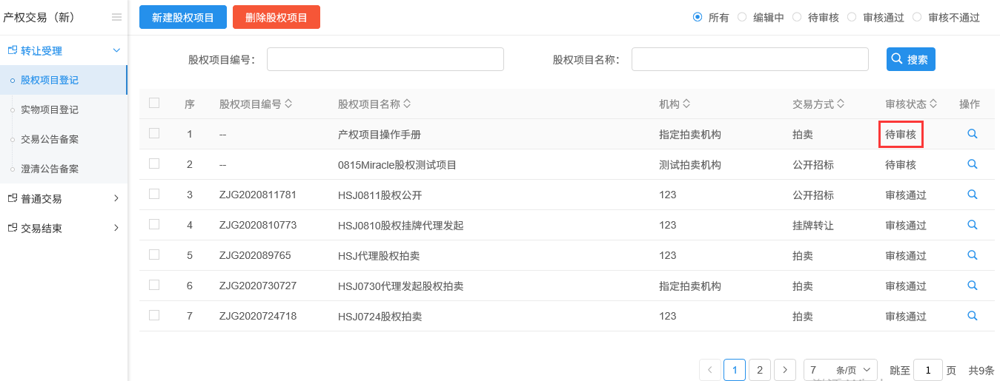 产权交易（新）
转让受理
股权项目登记
实物项目登记
交易公告备案
澄清公告备案
普通交易
交易结束
新建股权项目 删除股权项目 所有 编辑中 待审核 审核通过 审核不通过
股权项目编号： 股权项目名称： 搜索
序 股权项目编号 股权项目名称 机构 交易方式 审核状态 操作
1 -- 产权项目操作手册 指定拍卖机构 拍卖 待审核
2 -- 0815Miracle股权测试项目 测试拍卖机构 公开招标 待审核
3 ZJG2020811781 HSJ0811股权公开 123 公开招标 审核通过
4 ZJG2020810773 HSJ0810股权挂牌代理发起 123 挂牌转让 审核通过
5 ZJG202089765 HSJ代理股权拍卖 123 拍卖 审核通过
6 ZJG2020730727 HSJ0730代理发起股权拍卖 指定拍卖机构 拍卖 审核通过
7 ZJG2020724718 HSJ0724股权拍卖 123 拍卖 审核通过
1 2 7 条/页 跳至 1 页 共9条